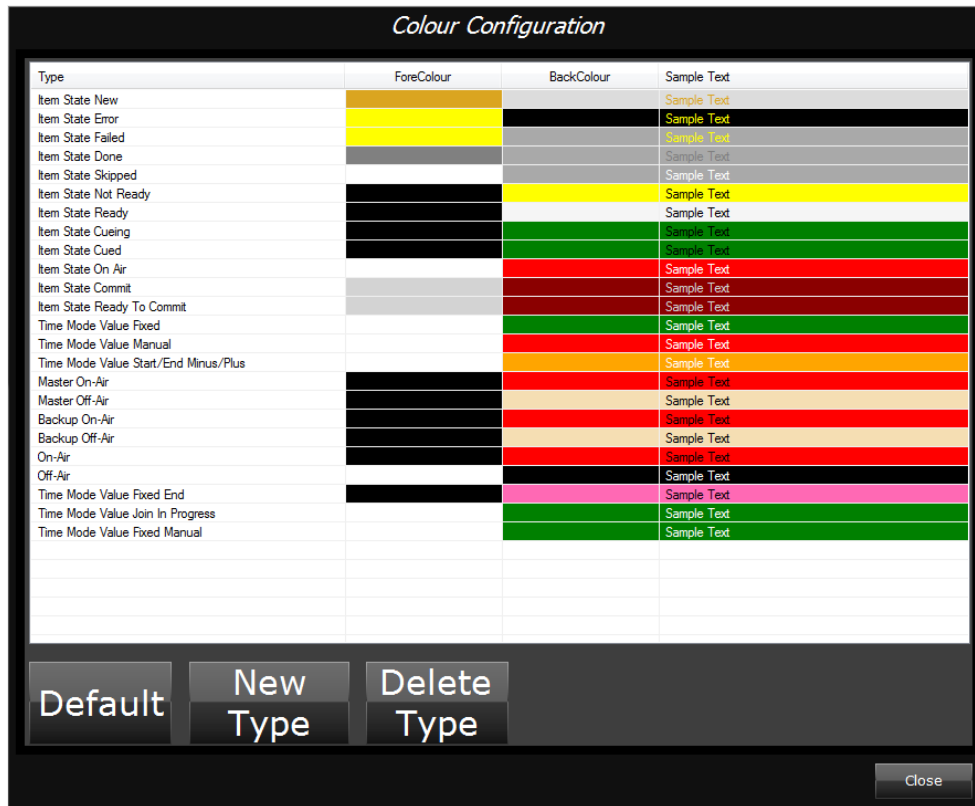 Colour Configuration
Type ForeColour BackColour Sample Text
Item State New Sample Text
Item State Error Sample Text
Item State Failed Sample Text
Item State Done Sample Text
Item State Skipped Sample Text
Item State Not Ready Sample Text
Item State Ready Sample Text
Item State Cueing Sample Text
Item State Cued Sample Text
Item State On Air Sample Text
Item State Commit Sample Text
Item State Ready To Commit Sample Text
Time Mode Value Fixed Sample Text
Time Mode Value Manual Sample Text
Time Mode Value Start/End Minus/Plus Sample Text
Master On-Air Sample Text
Master Off-Air Sample Text
Backup On-Air Sample Text
Backup Off-Air Sample Text
On-Air Sample Text
Off-Air Sample Text
Time Mode Value Fixed End Sample Text
Time Mode Value Join In Progress Sample Text
Time Mode Value Fixed Manual Sample Text
Default
New
Type
Delete
Type
Close